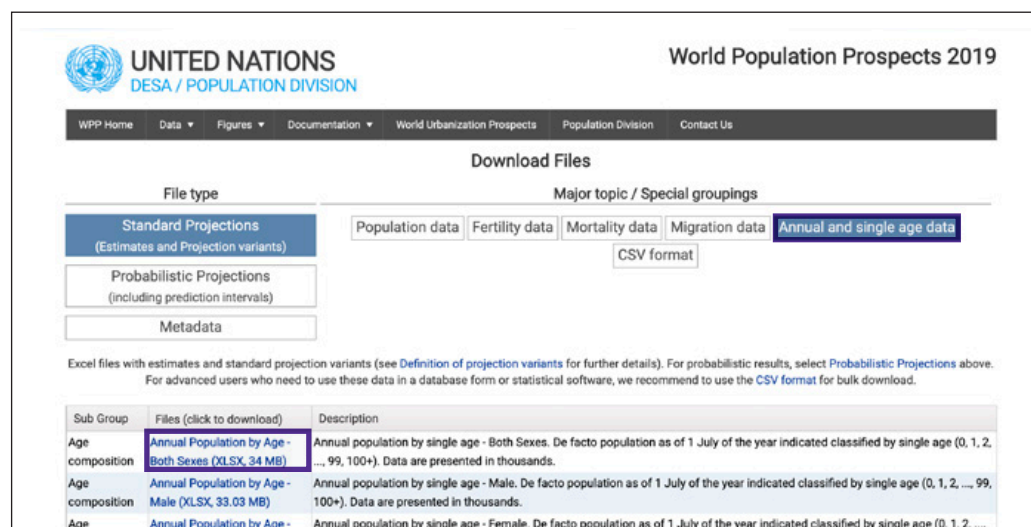 UNITED NATIONS
DESA / POPULATION DIVISION
World Population Prospects 2019
WPP Home Data ▼ Figures ▼ Documentation ▼ World Urbanization Prospects Population Division Contact Us
Download Files
File type
Major topic / Special groupings
Standard Projections
(Estimates and Projection variants)
Probabilistic Projections
(including prediction intervals)
Metadata
Population data Fertility data Mortality data Migration data Annual and single age data
CSV format
Excel files with estimates and standard projection variants (see Definition of projection variants for further details). For probabilistic results, select Probabilistic Projections above.
For advanced users who need to use these data in a database form or statistical software, we recommend to use the CSV format for bulk download.
Sub Group Files (click to download) Description
Age Annual Population by Age - Annual population by single age - Both Sexes. De facto population as of 1 July of the year indicated classified by single age (0, 1, 2,
composition Both Sexes (XLSX, 34 MB) ..., 99, 100+). Data are presented in thousands.
Age Annual Population by Age - Annual population by single age - Male. De facto population as of 1 July of the year indicated classified by single age (0, 1, 2, ..., 99,
composition Male (XLSX, 33.03 MB) 100+). Data are presented in thousands.
Age Annual Population by Age - Annual population by single age - Female. De facto population as of 1 July of the year indicated classified by single age (0, 1, 2, ...,